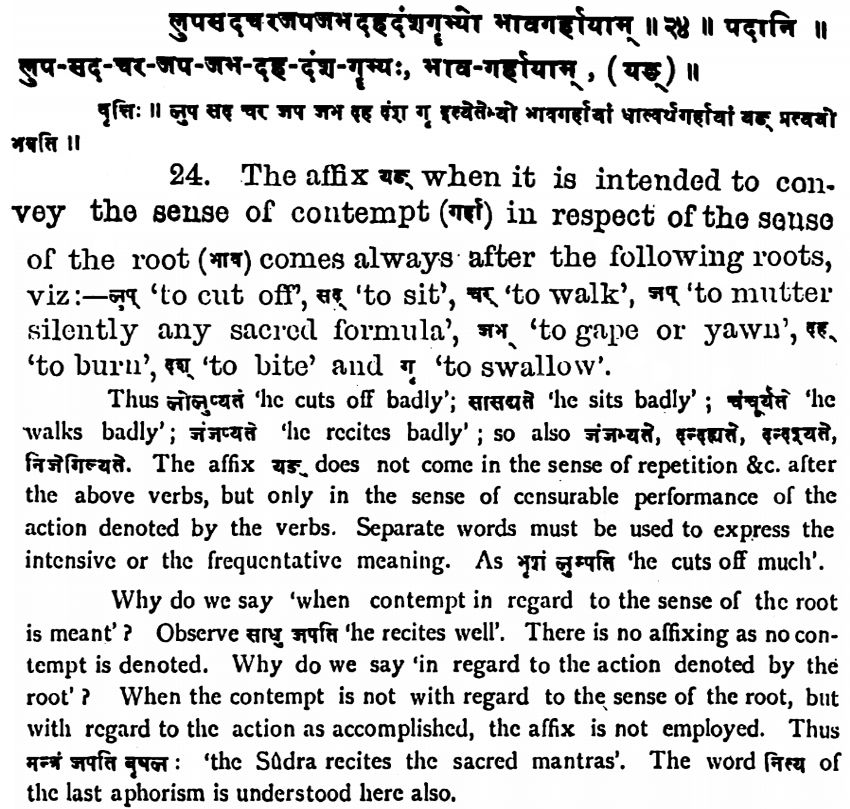 लुपसदचरजपजभदहदंशगॄभ्यो भावगर्हायाम् ॥ २४ ॥ पदानि ॥
लुप-सद-चर-जप-जभ-दह-दंश-गॄभ्यः, भाव-गर्हायाम्, (यङ्) ॥
वृत्तिः ॥ लुप सद चर जप जभ दह दंश गॄ इत्येतेभ्यो भावगर्हायां धात्वर्थगर्हायां यङ् प्रत्ययो
भवति ॥
24. The affix यङ् when it is intended to con-
vey the sense of contempt (गर्हा) in respect of the sense
of the root (भाव) comes always after the following roots,
viz:—लुप् ‘to cut off’, सद् ‘to sit’, चर् ‘to walk’, जप् ‘to mutter
silently any sacred formula’, जभ् ‘to gape or yawn’, दह्
‘to burn’, दश् ‘to bite’ and गॄ ‘to swallow’.
Thus लोलुप्यते ‘he cuts off badly’; सासद्यते ‘he sits badly’; चंचूर्यते ‘he
walks badly’; जंजप्यते ‘he recites badly’; so also जंजभ्यते, दन्दह्यते, दन्दश्यते,
निजेगिल्यते. The affix यङ् does not come in the sense of repetition &c. after
the above verbs, but only in the sense of censurable performance of the
action denoted by the verbs. Separate words must be used to express the
intensive or the frequentative meaning. As भृशं लुम्पति ‘he cuts off much’.
Why do we say ‘when contempt in regard to the sense of the root
is meant’? Observe साधु जपति ‘he recites well’. There is no affixing as no con-
tempt is denoted. Why do we say ‘in regard to the action denoted by the
root’? When the contempt is not with regard to the sense of the root, but
with regard to the action as accomplished, the affix is not employed. Thus
मन्त्रं जपति वृषल: ‘the Sûdra recites the sacred mantras’. The word नित्य of
the last aphorism is understood here also.